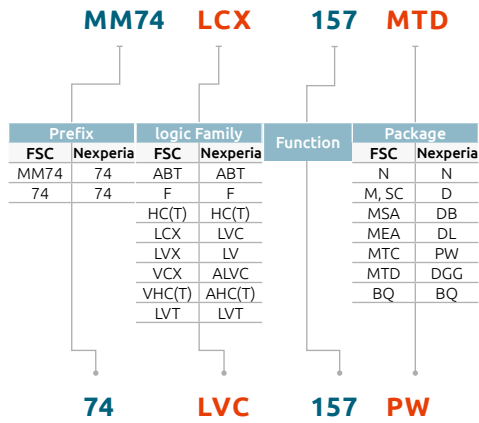 MM74 LCX 157 MTD
Prefix logic Family Function Package
FSC Nexperia FSC Nexperia FSC Nexperia
MM74 74 ABT ABT N N
74 74 F F M, SC D
HC(T) HC(T) MSA DB
LCX LVC MEA DL
LVX LV MTC PW
VCX ALVC MTD DGG
VHC(T) AHC(T) BQ BQ
LVT LVT
74 LVC 157 PW